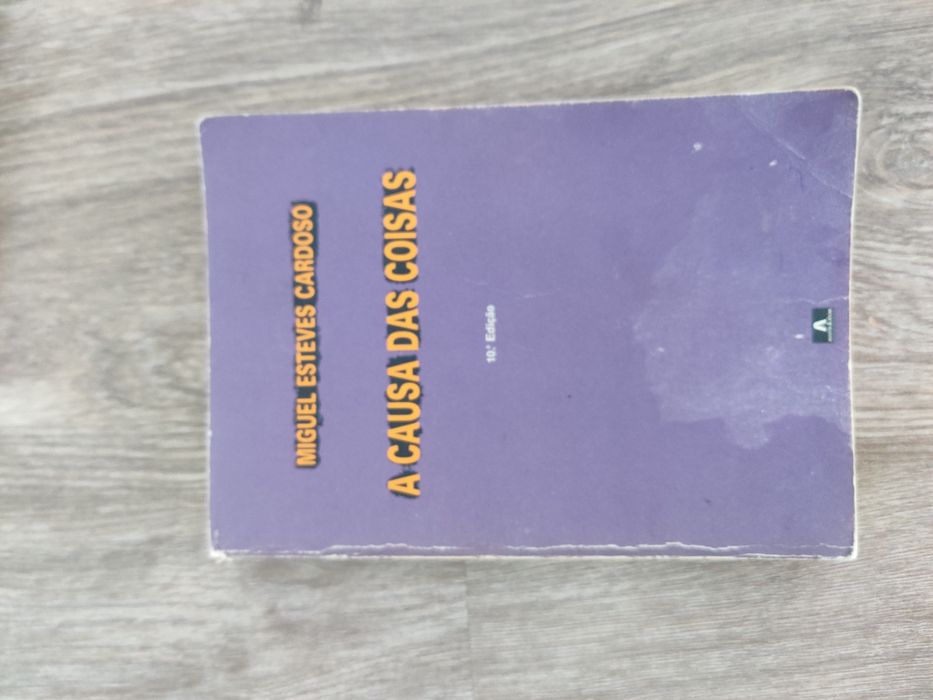 MIGUEL ESTEVES CARDOSO
A CAUSA DAS COISAS
10.ª Edição